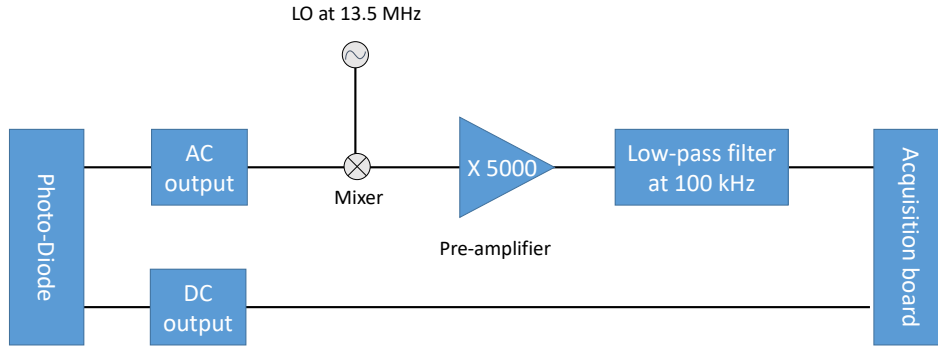 LO at 13.5 MHz
Photo-Diode
AC
output
Mixer
X 5000
Pre-amplifier
Low-pass filter
at 100 kHz
Acquisition board
DC
output